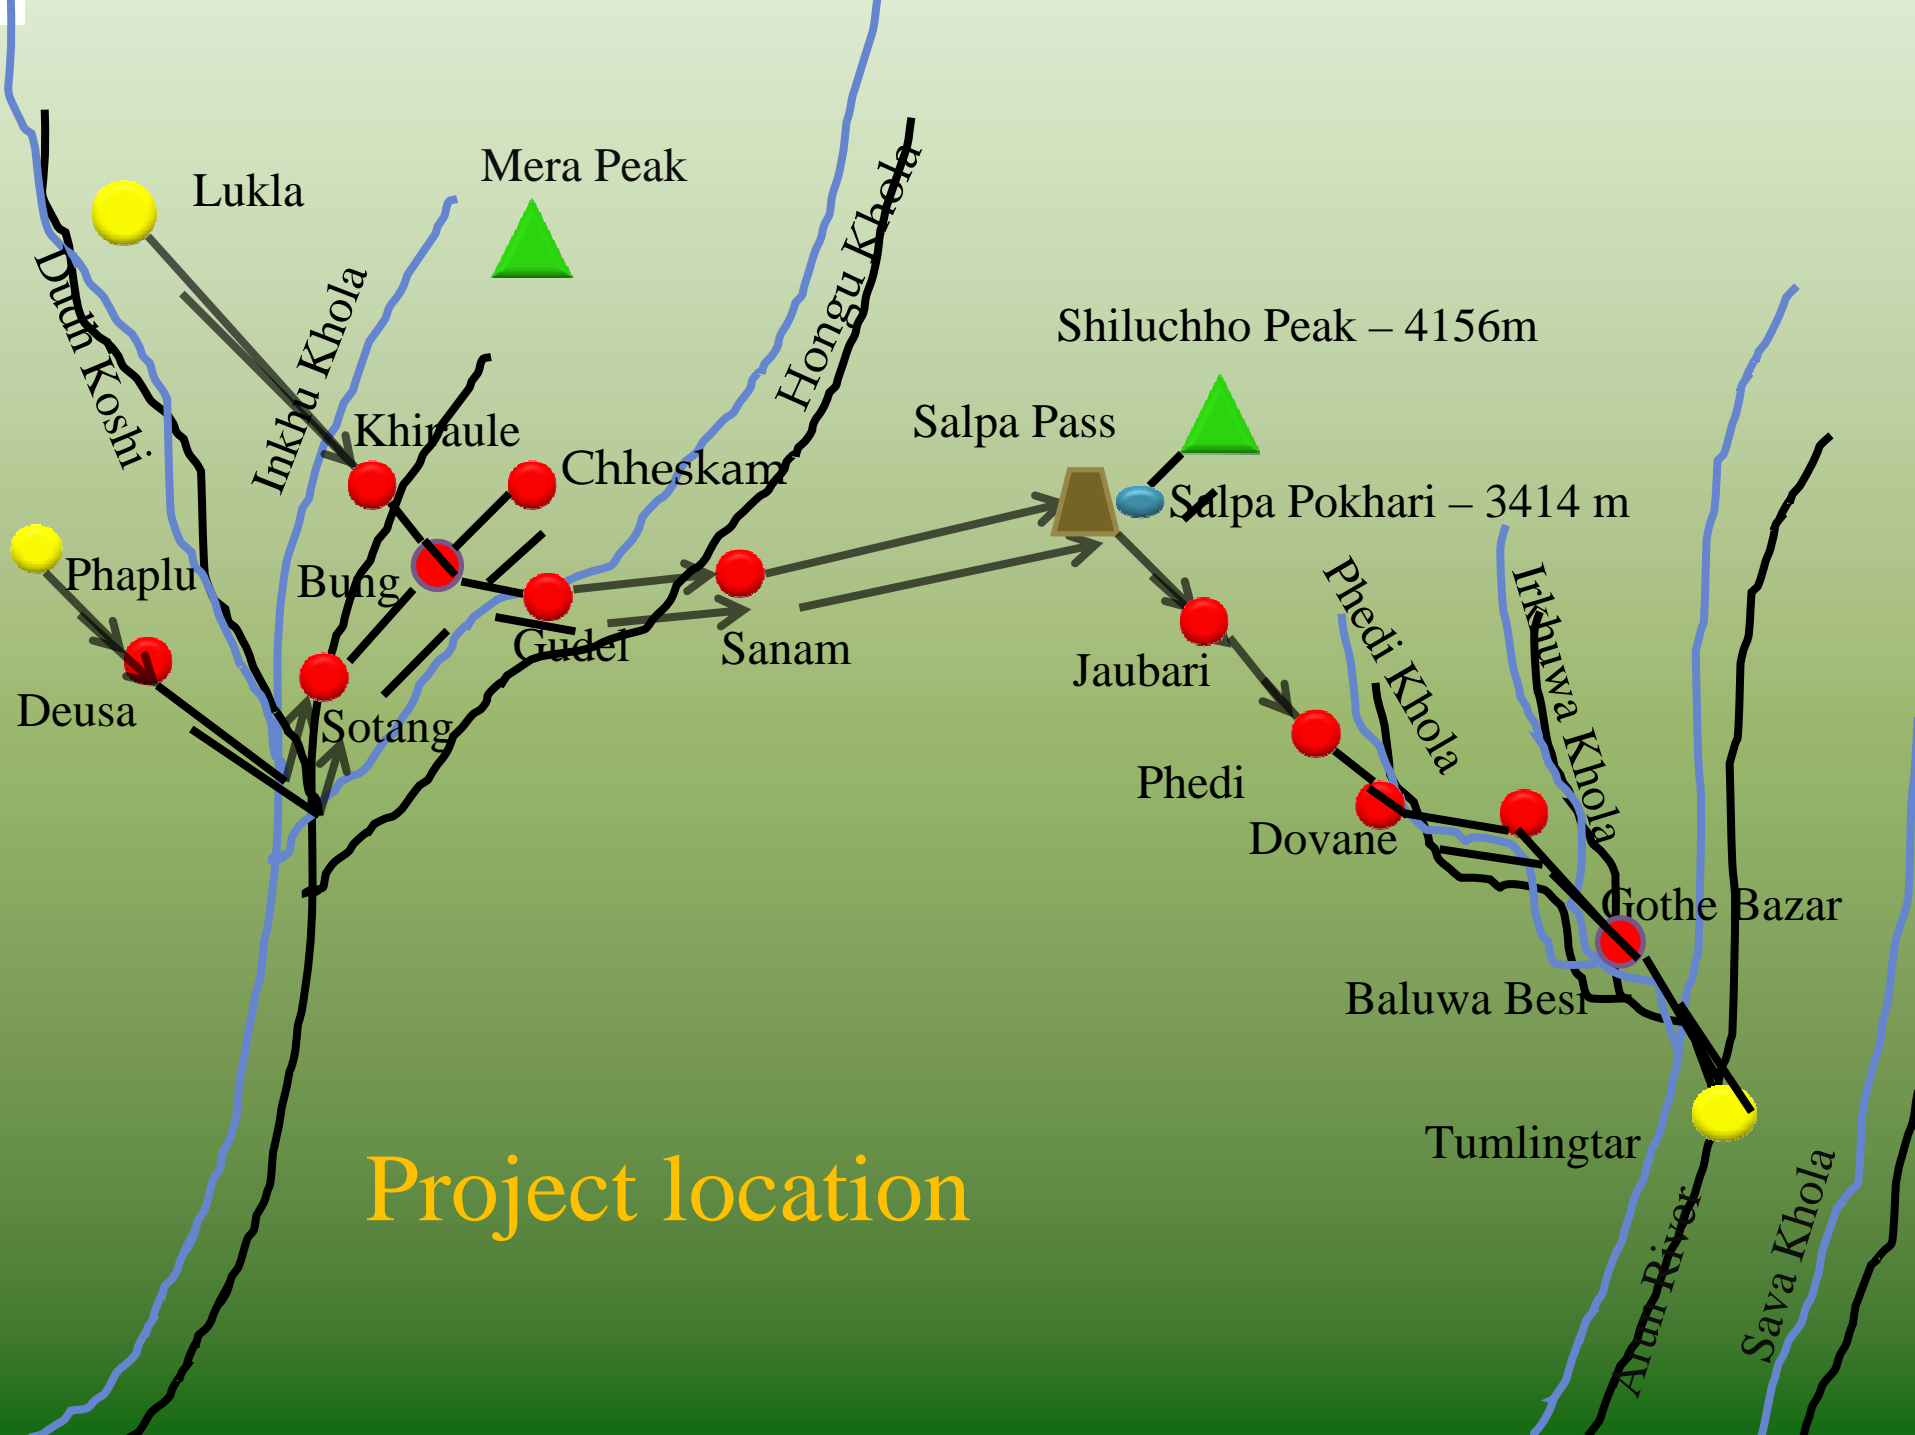 Mera Peak
Lukla
Hongu Khola
Dudh Koshi
Inkhu Khola
Shiluchho Peak – 4156m
Salpa Pass
Khiraule
Chheskam
Salpa Pokhari – 3414 m
Phaplu
Bung
Phedi Khola
Irkhuwa Khola
Gudel
Sanam
Jaubari
Deusa
Sotang
Phedi
Dovane
Gothe Bazar
Baluwa Besi
Tumlingtar
Project location
Arun River
Sava Khola